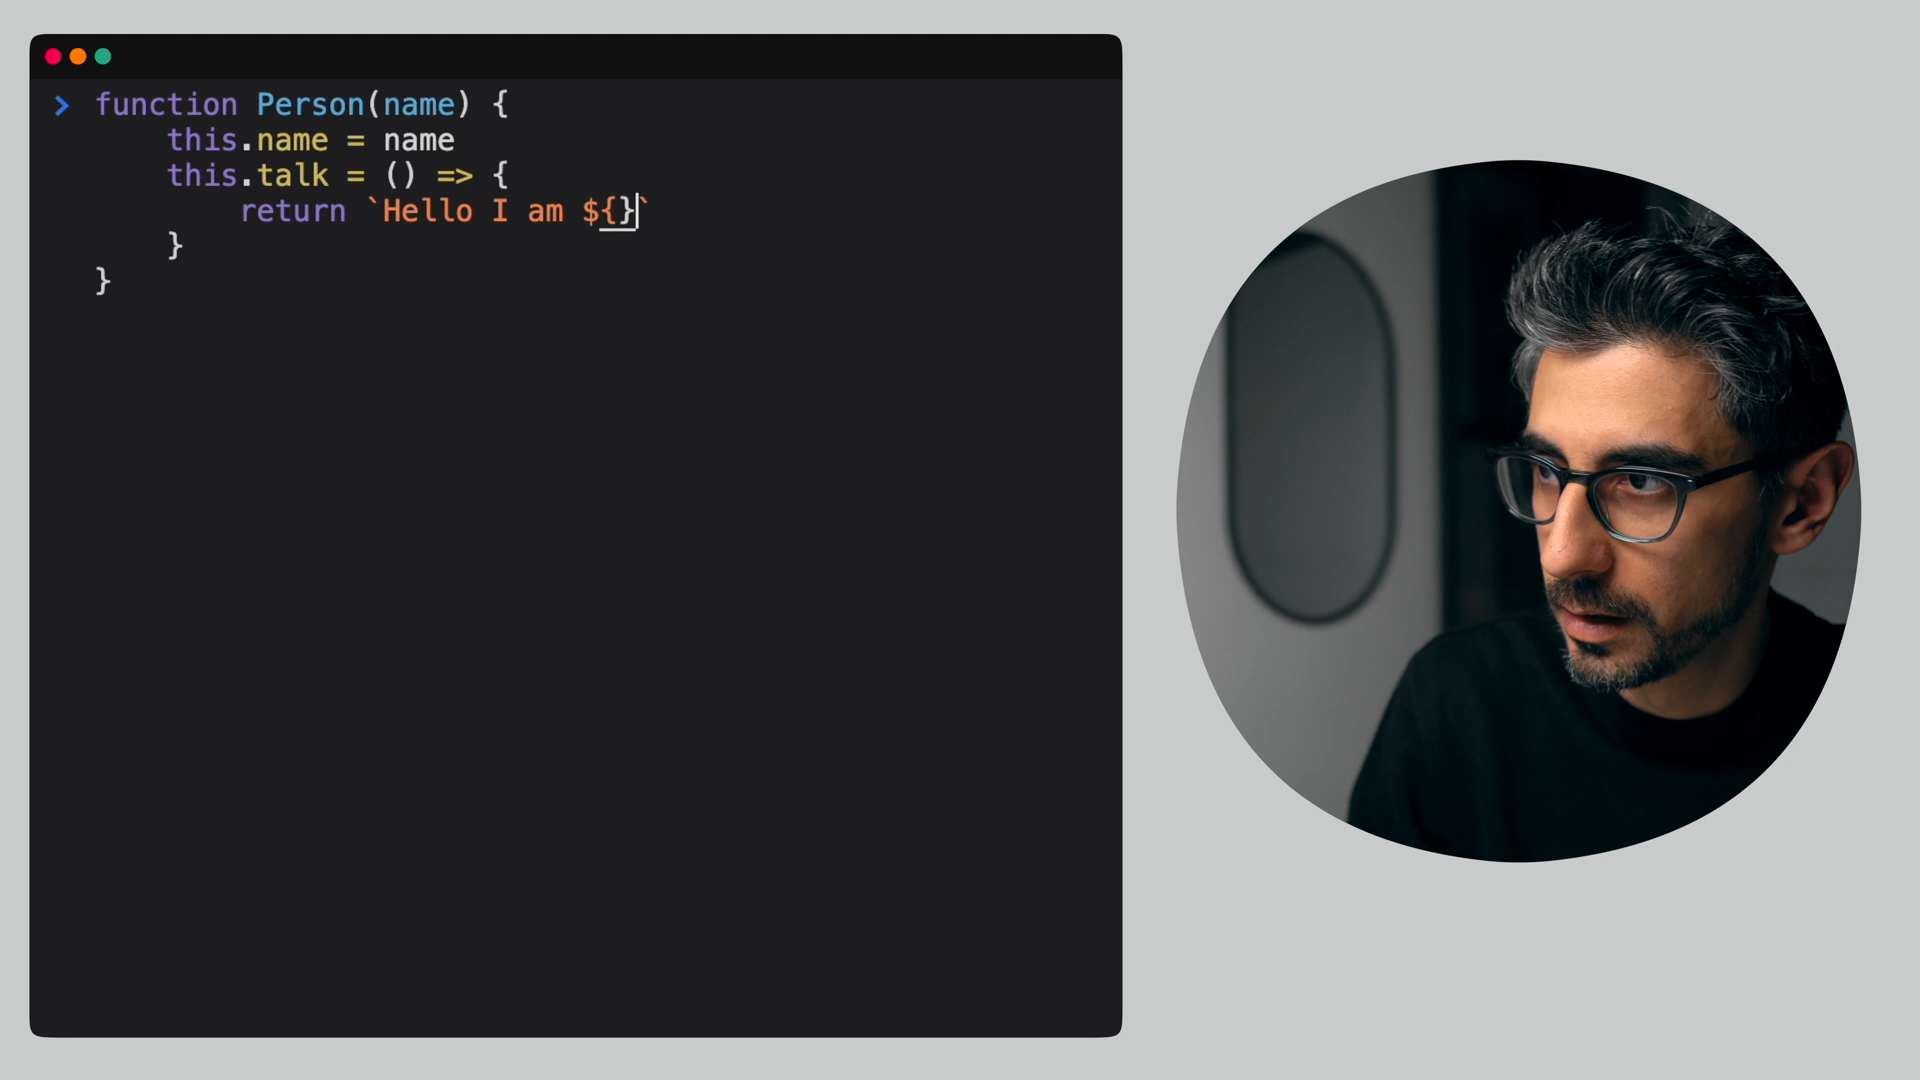 function Person(name) {
this.name = name
this.talk = () => {
return `Hello I am ${}`
}
}